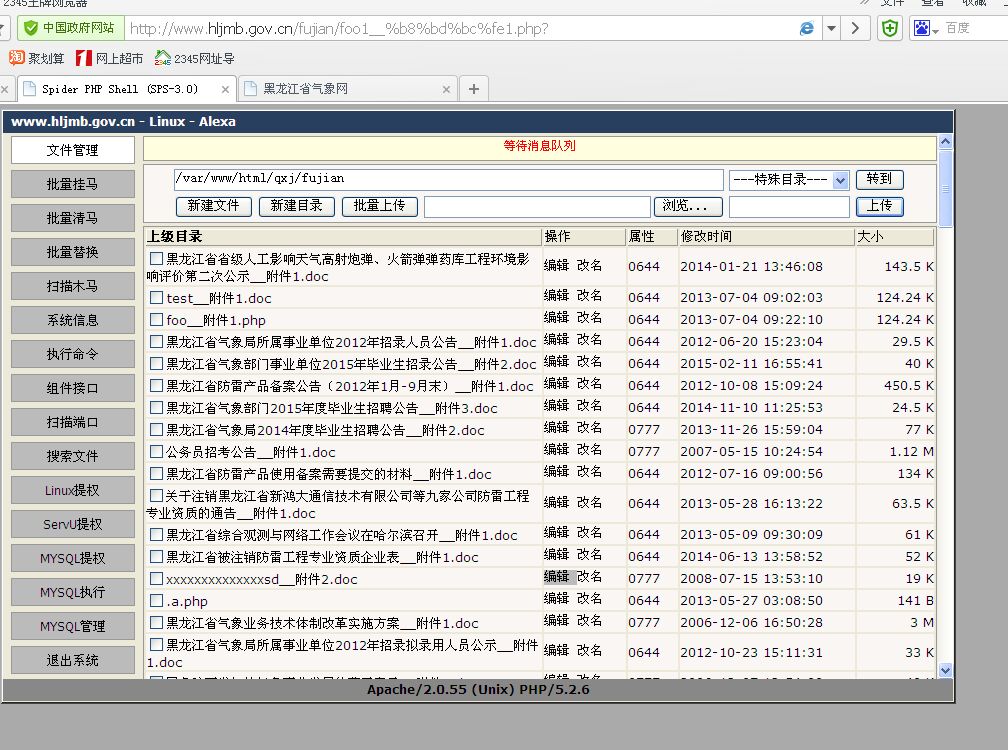 2345王牌浏览器
文件 查看 收藏
中国政府网站 http://www.hljmb.gov.cn/fujian/foo1__%b8%bd%bc%fe1.php? 百度
淘 聚划算 网上超市 2345网址导
Spider PHP Shell (SPS-3.0) 黑龙江省气象网
www.hljmb.gov.cn - Linux - Alexa
文件管理
批量挂马
批量清马
批量替换
扫描木马
系统信息
执行命令
组件接口
扫描端口
搜索文件
Linux提权
ServU提权
MYSQL提权
MYSQL执行
MYSQL管理
退出系统
等待消息队列
/var/www/html/qxj/fujian ---特殊目录--- 转到
新建文件 新建目录 批量上传 浏览... 上传
上级目录 操作 属性 修改时间 大小
黑龙江省省级人工影响天气高射炮弹、火箭弹弹药库工程环境影
响评价第二次公示__附件1.doc 编辑 改名 0644 2014-01-21 13:46:08 143.5 K
test__附件1.doc 编辑 改名 0644 2013-07-04 09:02:03 124.24 K
foo__附件1.php 编辑 改名 0644 2013-07-04 09:22:10 124.24 K
黑龙江省气象局所属事业单位2012年招录人员公告__附件1.doc 编辑 改名 0644 2012-06-20 15:23:04 29.5 K
黑龙江省气象部门事业单位2015年毕业生招录公告__附件2.doc 编辑 改名 0644 2015-02-11 16:55:41 40 K
黑龙江省防雷产品备案公告（2012年1月-9月末）__附件1.doc 编辑 改名 0644 2012-10-08 15:09:24 450.5 K
黑龙江省气象部门2015年度毕业生招聘公告__附件3.doc 编辑 改名 0644 2014-11-10 11:25:53 24.5 K
黑龙江省气象局2014年度毕业生招聘公告__附件2.doc 编辑 改名 0777 2013-11-26 15:59:04 77 K
公务员招考公告__附件1.doc 编辑 改名 0777 2007-05-15 10:24:54 1.12 M
黑龙江省防雷产品使用备案需要提交的材料__附件1.doc 编辑 改名 0644 2012-07-16 09:00:56 134 K
关于注销黑龙江省新鸿大通信技术有限公司等九家公司防雷工程
专业资质的通告__附件1.doc 编辑 改名 0644 2013-05-28 16:13:22 63.5 K
黑龙江省综合观测与网络工作会议在哈尔滨召开__附件1.doc 编辑 改名 0644 2013-05-09 09:30:09 61 K
黑龙江省被注销防雷工程专业资质企业表__附件1.doc 编辑 改名 0644 2014-06-13 13:58:52 52 K
xxxxxxxxxxxxxxsd__附件2.doc 编辑 改名 0777 2008-07-15 13:53:10 19 K
.a.php 编辑 改名 0644 2013-05-27 03:08:50 141 B
黑龙江省气象业务技术体制改革实施方案__附件1.doc 编辑 改名 0777 2006-12-06 16:50:28 3 M
黑龙江省气象局所属事业单位2012年招录拟录用人员公示__附件
1.doc 编辑 改名 0644 2012-10-23 15:11:31 33 K
Apache/2.0.55 (Unix) PHP/5.2.6